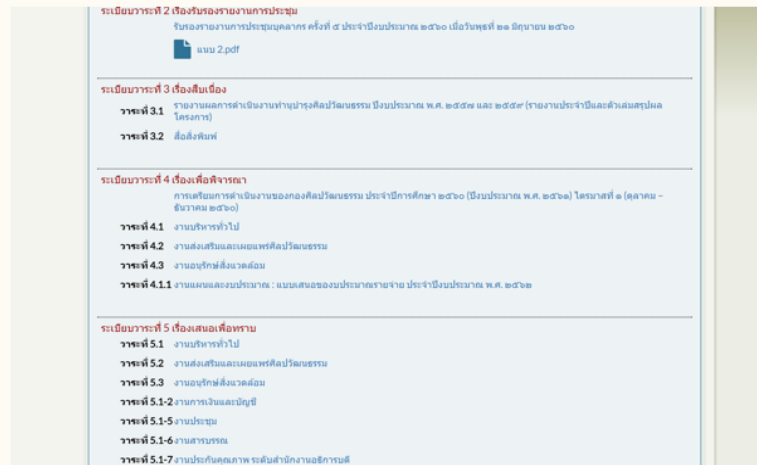 ระเบียบวาระที่ 2 เรื่องรับรองรายงานการประชุม
รับรองรายงานการประชุมบุคลากร ครั้งที่ ๕ ประจำปีงบประมาณ ๒๕๖๐ เมื่อวันพุธที่ ๒๑ มิถุนายน ๒๕๖๐
แนบ 2.pdf
ระเบียบวาระที่ 3 เรื่องสืบเนื่อง
วาระที่ 3.1 รายงานผลการดำเนินงานทำนุบำรุงศิลปวัฒนธรรม ปีงบประมาณ พ.ศ. ๒๕๕๗ และ ๒๕๕๙ (รายงานประจำปีและตัวเล่มสรุปผล
โครงการ)
วาระที่ 3.2 สื่อสิ่งพิมพ์
ระเบียบวาระที่ 4 เรื่องเพื่อพิจารณา
การเตรียมการดำเนินงานของกองศิลปวัฒนธรรม ประจำปีการศึกษา ๒๕๖๐ (ปีงบประมาณ พ.ศ. ๒๕๖๑) ไตรมาสที่ ๑ (ตุลาคม –
ธันวาคม ๒๕๖๐)
วาระที่ 4.1 งานบริหารทั่วไป
วาระที่ 4.2 งานส่งเสริมและเผยแพร่ศิลปวัฒนธรรม
วาระที่ 4.3 งานอนุรักษ์สิ่งแวดล้อม
วาระที่ 4.1.1 งานแผนและงบประมาณ : แบบเสนอของบประมาณรายจ่าย ประจำปีงบประมาณ พ.ศ. ๒๕๖๒
ระเบียบวาระที่ 5 เรื่องเสนอเพื่อทราบ
วาระที่ 5.1 งานบริหารทั่วไป
วาระที่ 5.2 งานส่งเสริมและเผยแพร่ศิลปวัฒนธรรม
วาระที่ 5.3 งานอนุรักษ์สิ่งแวดล้อม
วาระที่ 5.1-2 งานการเงินและบัญชี
วาระที่ 5.1-5 งานประชุม
วาระที่ 5.1-6 งานสารบรรณ
วาระที่ 5.1-7 งานประกันคุณภาพ ระดับสำนักงานอธิการบดี